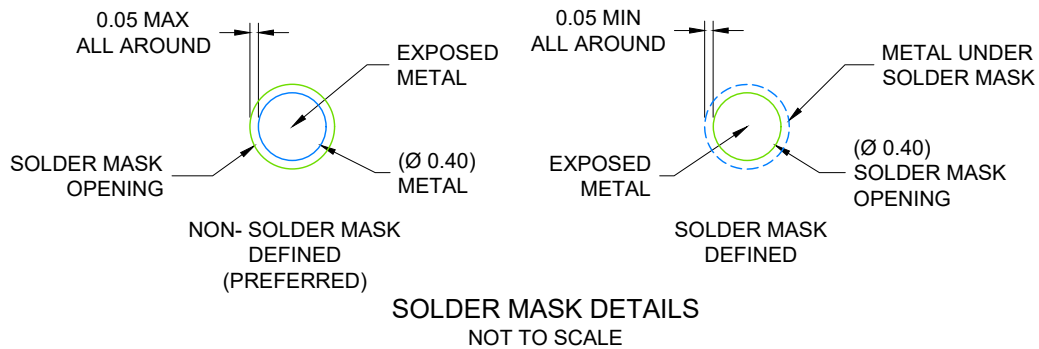 0.05 MAX
ALL AROUND
EXPOSED
METAL
SOLDER MASK
OPENING
(Ø 0.40)
METAL
NON- SOLDER MASK
DEFINED
(PREFERRED)
0.05 MIN
ALL AROUND
METAL UNDER
SOLDER MASK
EXPOSED
METAL
(Ø 0.40)
SOLDER MASK
OPENING
SOLDER MASK
DEFINED
SOLDER MASK DETAILS
NOT TO SCALE